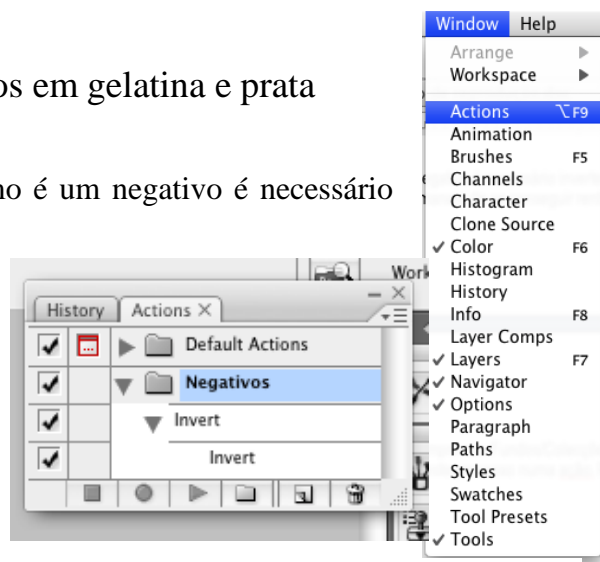 os em gelatina e prata
no é um negativo é necessário
History Actions
Default Actions
Negativos
Invert
Invert
Window Help
Arrange
Workspace
Actions ⌥F9
Animation
Brushes F5
Channels
Character
Clone Source
✓ Color F6
Histogram
History
Info F8
Layer Comps
✓ Layers F7
✓ Navigator
✓ Options
Paragraph
Paths
Styles
Swatches
Tool Presets
✓ Tools
Work